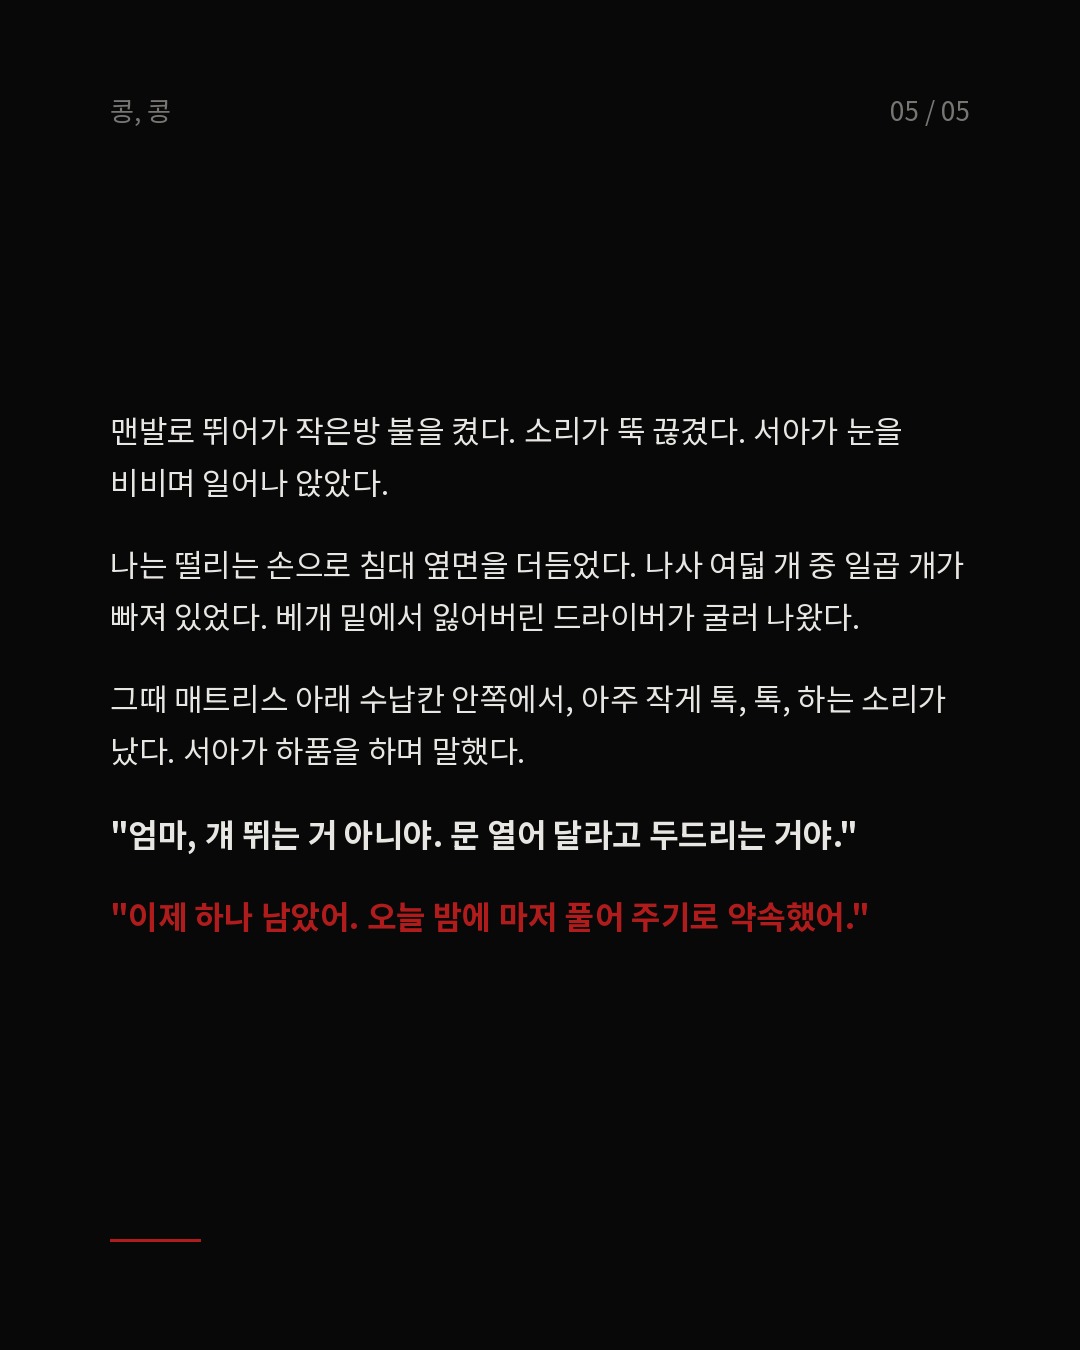 콩, 콩
05 / 05
맨발로 뛰어가 작은방 불을 켰다. 소리가 뚝 끊겼다. 서아가 눈을
비비며 일어나 앉았다.
나는 떨리는 손으로 침대 옆면을 더듬었다. 나사 여덟 개 중 일곱 개가
빠져 있었다. 베개 밑에서 잃어버린 드라이버가 굴러 나왔다.
그때 매트리스 아래 수납칸 안쪽에서, 아주 작게 톡, 톡, 하는 소리가
났다. 서아가 하품을 하며 말했다.
"엄마, 걔 뛰는 거 아니야. 문 열어 달라고 두드리는 거야."
"이제 하나 남았어. 오늘 밤에 마저 풀어 주기로 약속했어."